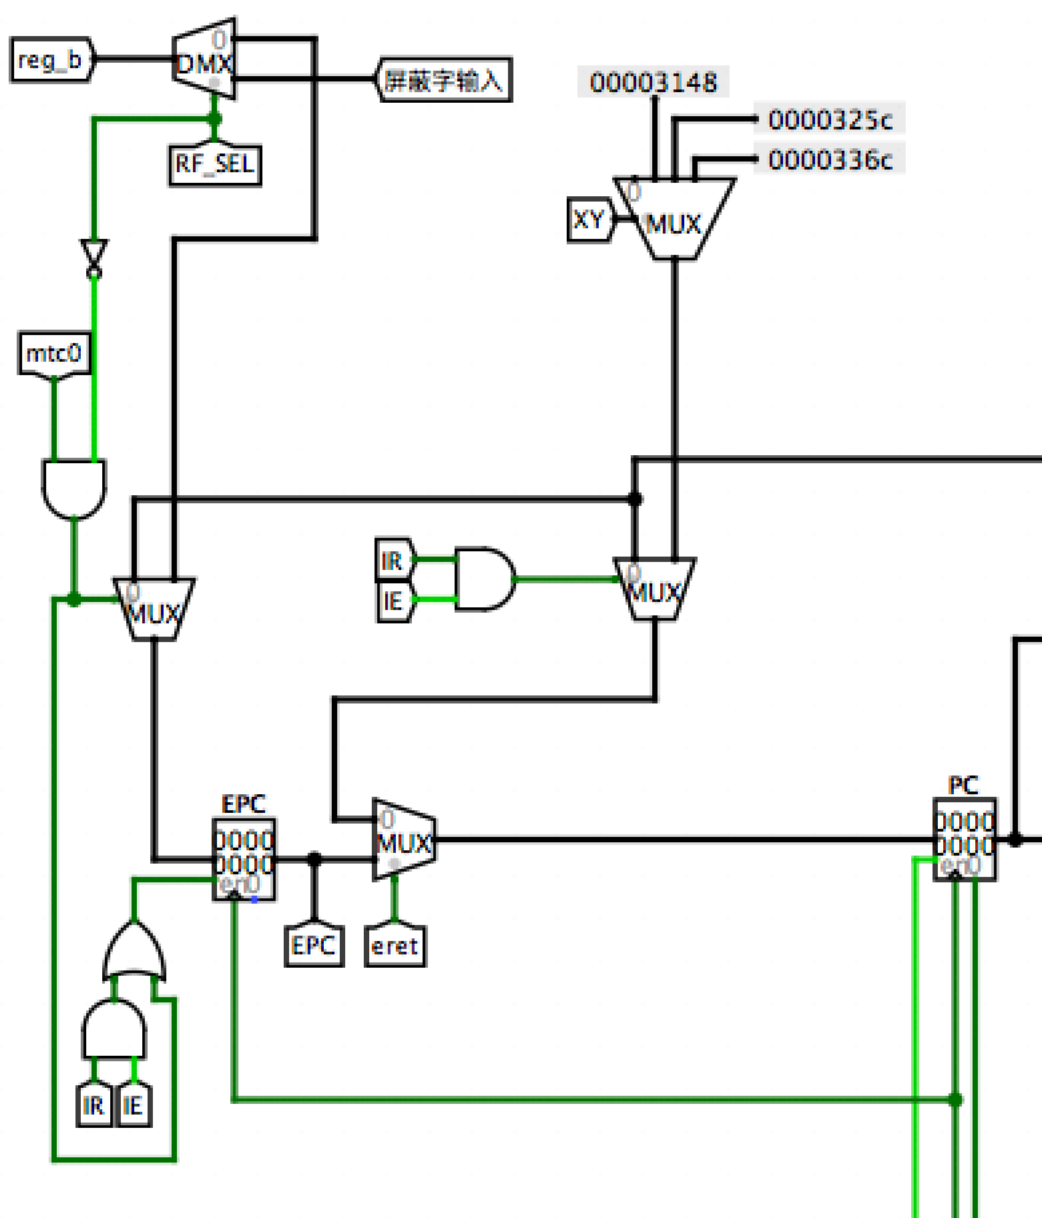 reg_b
0
DMX
屏蔽字输入
RF_SEL
00003148
0000325c
0000336c
0
XY
MUX
mtc0
IR
IE
0
MUX
0
MUX
EPC
0000
0000
en0
0
MUX
PC
0000
0000
en0
EPC
eret
IR
IE